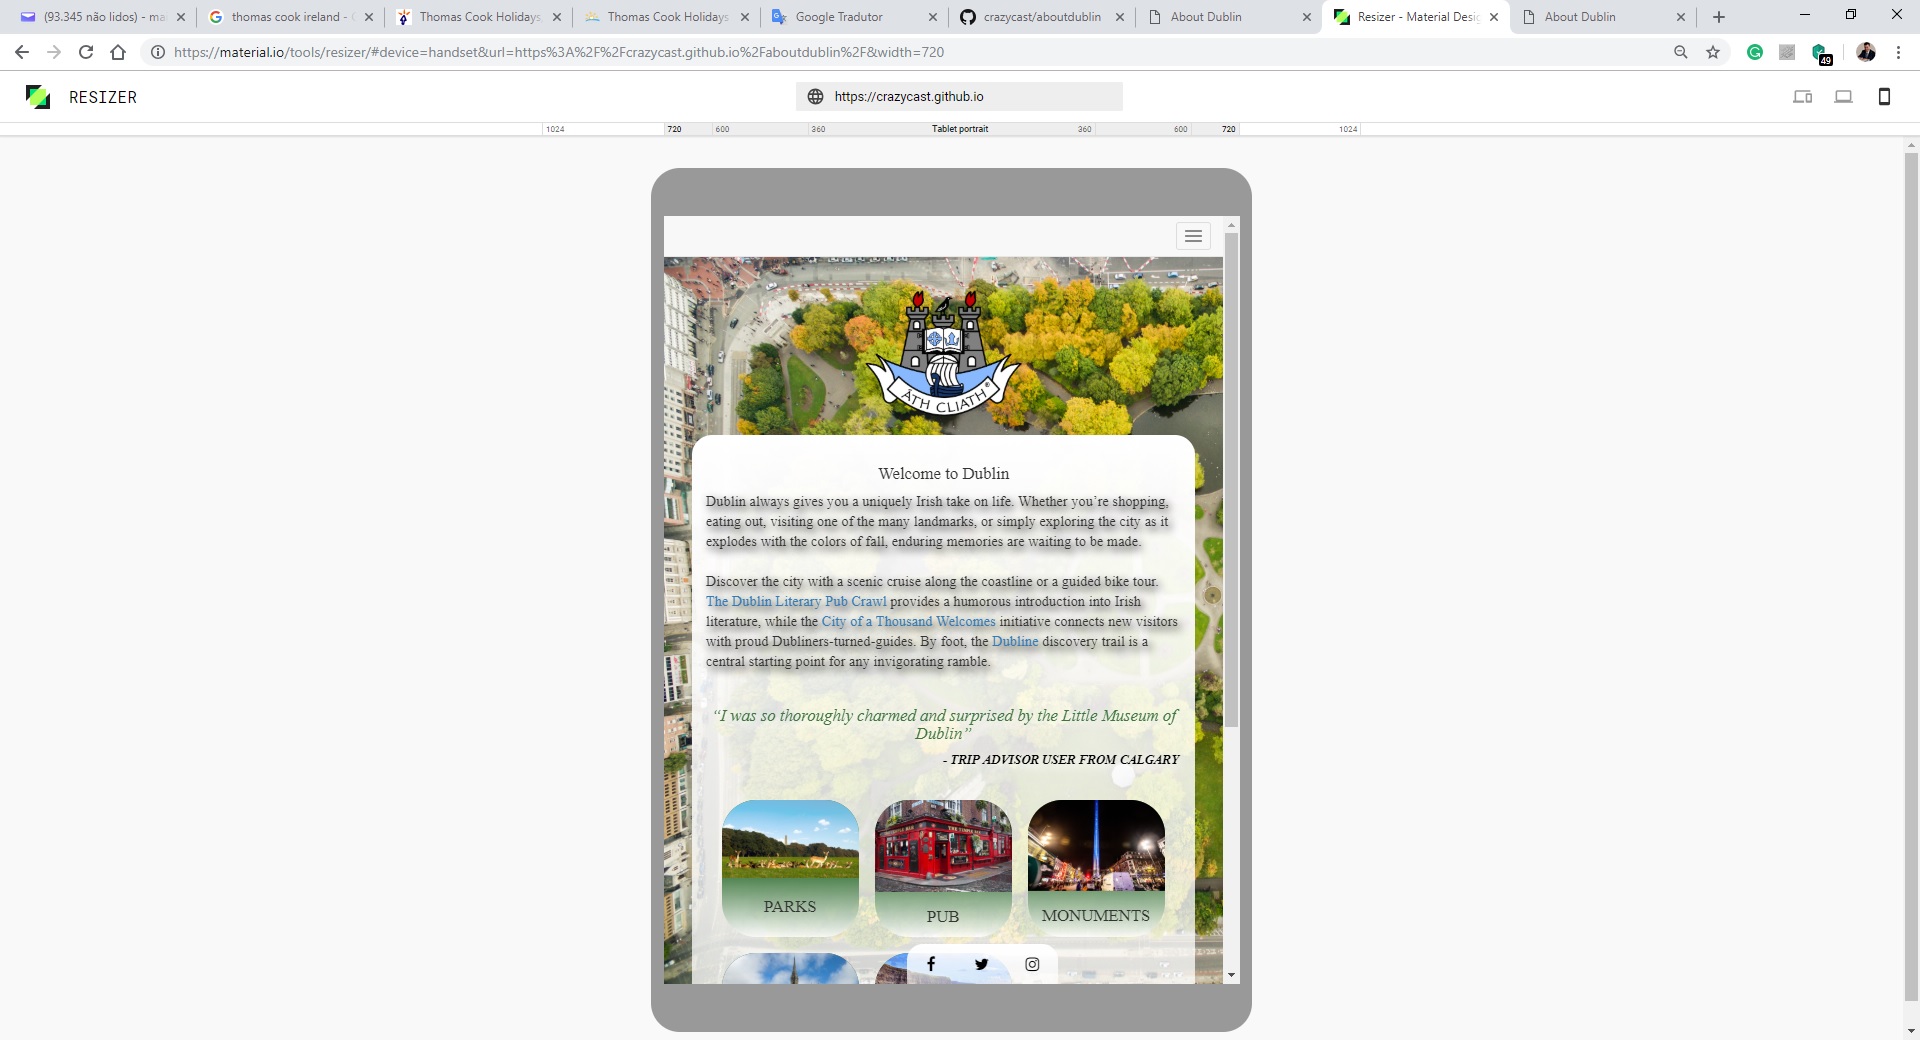 (93.345 não lidos) - ma
thomas cook ireland -
Thomas Cook Holidays,
Thomas Cook Holidays
Google Tradutor
crazycast/aboutdublin
About Dublin
Resizer - Material Desig
About Dublin
https://material.io/tools/resizer/#device=handset&url=https%3A%2F%2Fcrazycast.github.io%2Faboutdublin%2F&width=720
49
RESIZER
https://crazycast.github.io
1024 720 600 360 Tablet portrait 360 600 720 1024
ÁTH CLIATH®
Welcome to Dublin
Dublin always gives you a uniquely Irish take on life. Whether you’re shopping,
eating out, visiting one of the many landmarks, or simply exploring the city as it
explodes with the colors of fall, enduring memories are waiting to be made.
Discover the city with a scenic cruise along the coastline or a guided bike tour.
The Dublin Literary Pub Crawl provides a humorous introduction into Irish
literature, while the City of a Thousand Welcomes initiative connects new visitors
with proud Dubliners-turned-guides. By foot, the Dubline discovery trail is a
central starting point for any invigorating ramble.
“I was so thoroughly charmed and surprised by the Little Museum of
Dublin”
- TRIP ADVISOR USER FROM CALGARY
PARKS
PUB
MONUMENTS